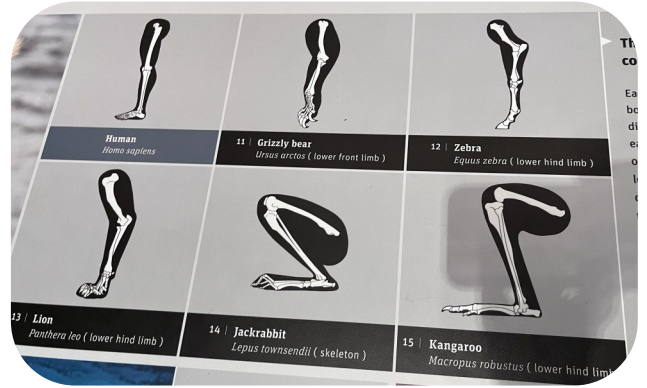 Human
Homo sapiens
11 | Grizzly bear
Ursus arctos ( lower front limb )
12 | Zebra
Equus zebra ( lower hind limb )
13 | Lion
Panthera leo ( lower hind limb )
14 | Jackrabbit
Lepus townsendii ( skeleton )
15 | Kangaroo
Macropus robustus ( lower hind limb